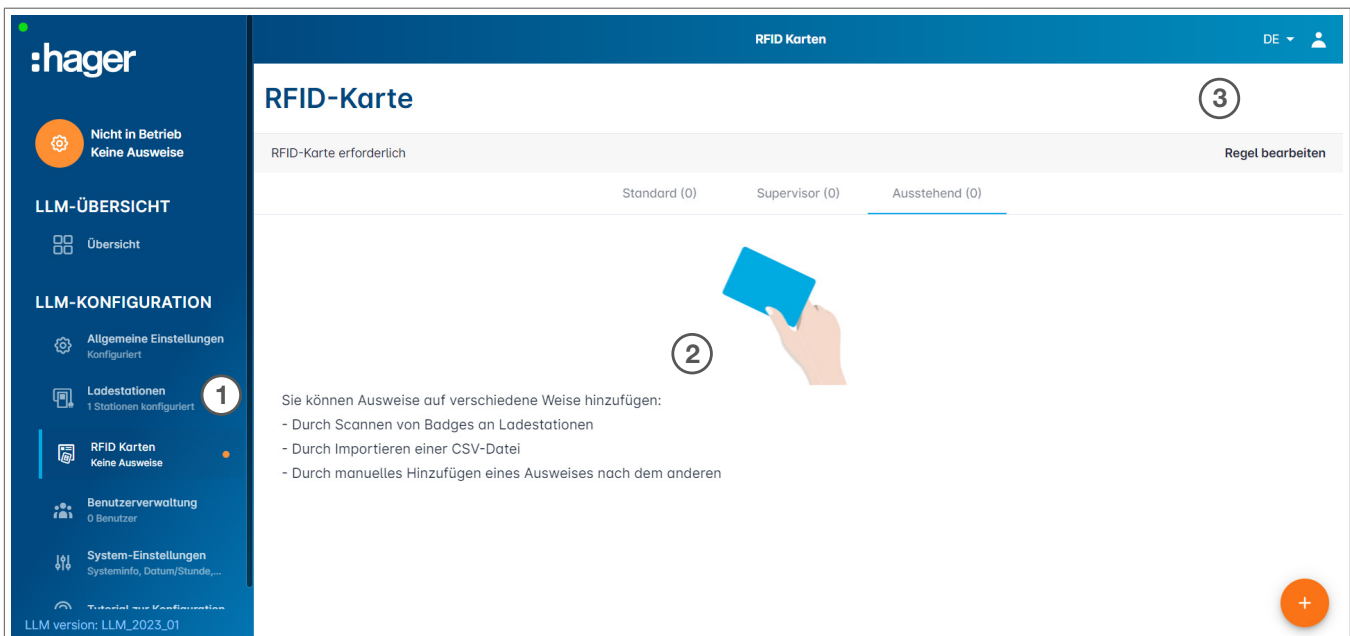 :hager
Nicht in Betrieb
Keine Ausweise
LLM-ÜBERSICHT
Übersicht
LLM-KONFIGURATION
Allgemeine Einstellungen
Konfiguriert
Ladestationen
1 Stationen konfiguriert
1
RFID Karten
Keine Ausweise
Benutzerverwaltung
0 Benutzer
System-Einstellungen
Systeminfo, Datum/Stunde,...
Tutorial zur Konfiguration
LLM version: LLM_2023_01
RFID Karten
DE
RFID-Karte
3
RFID-Karte erforderlich
Regel bearbeiten
Standard (0)
Supervisor (0)
Ausstehend (0)
2
Sie können Ausweise auf verschiedene Weise hinzufügen:
- Durch Scannen von Badges an Ladestationen
- Durch Importieren einer CSV-Datei
- Durch manuelles Hinzufügen eines Ausweises nach dem anderen
+